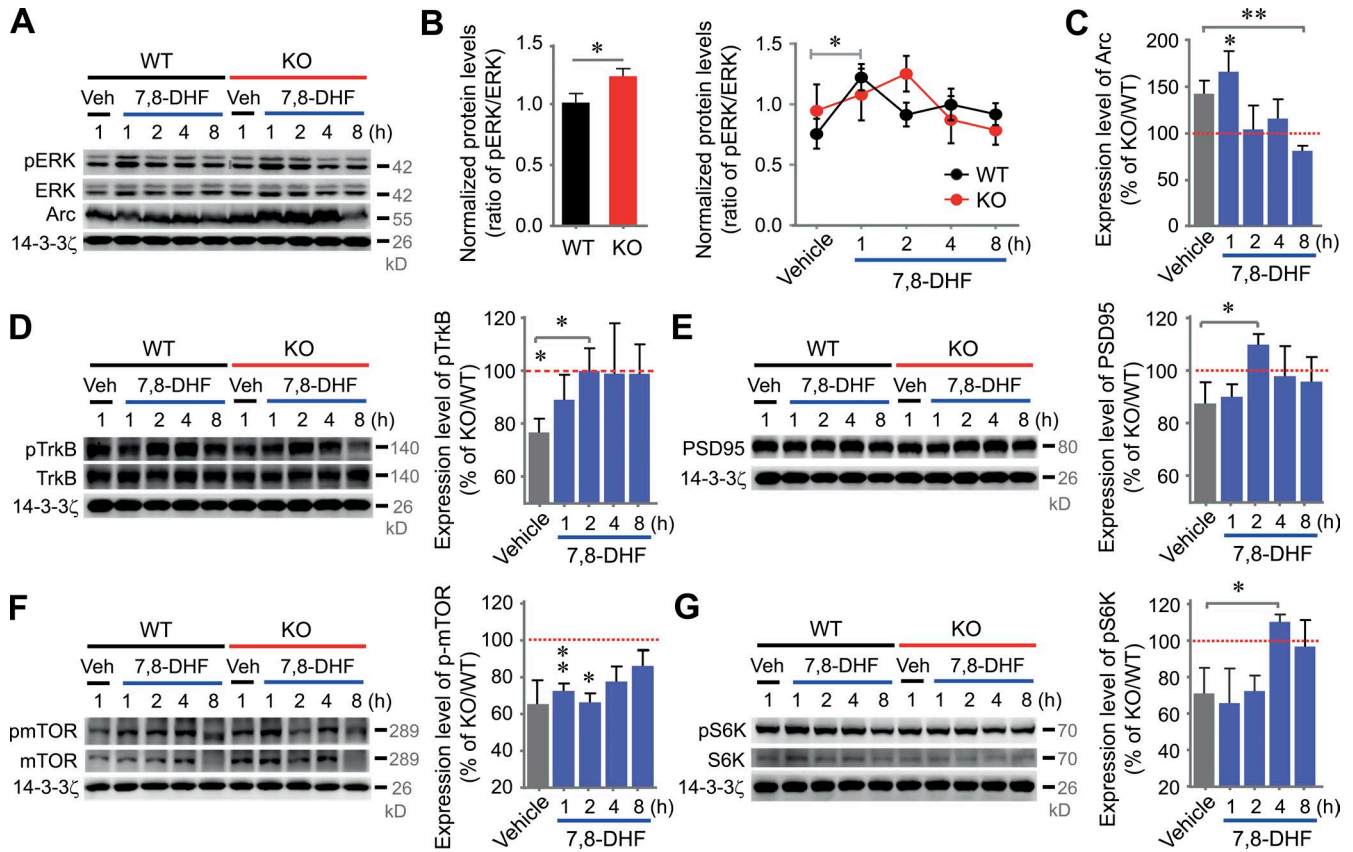 A
WT KO
Veh 7,8-DHF Veh 7,8-DHF
1 1 2 4 8 1 1 2 4 8 (h)
pERK 42
ERK 42
Arc 55
14-3-3ζ 26
kD
B
Normalized protein levels
(ratio of pERK/ERK)
1.5
1.0
0.5
0.0
*
WT KO
Normalized protein levels
(ratio of pERK/ERK)
1.5
1.0
0.5
0.0
*
WT
KO
Vehicle 1 2 4 8 (h)
7,8-DHF
C
Expression level of Arc
(% of KO/WT)
200
150
100
50
0
**
*
Vehicle 1 2 4 8 (h)
7,8-DHF
D
WT KO
Veh 7,8-DHF Veh 7,8-DHF
1 1 2 4 8 1 1 2 4 8 (h)
pTrkB 140
TrkB 140
14-3-3ζ 26
kD
Expression level of pTrkB
(% of KO/WT)
120
100
80
60
*
*
Vehicle 1 2 4 8 (h)
7,8-DHF
E
WT KO
Veh 7,8-DHF Veh 7,8-DHF
1 1 2 4 8 1 1 2 4 8 (h)
PSD95 80
14-3-3ζ 26
kD
Expression level of PSD95
(% of KO/WT)
120
100
80
60
*
Vehicle 1 2 4 8 (h)
7,8-DHF
F
WT KO
Veh 7,8-DHF Veh 7,8-DHF
1 1 2 4 8 1 1 2 4 8 (h)
pmTOR 289
mTOR 289
14-3-3ζ 26
kD
Expression level of p-mTOR
(% of KO/WT)
120
100
80
60
40
20
**
*
Vehicle 1 2 4 8 (h)
7,8-DHF
G
WT KO
Veh 7,8-DHF Veh 7,8-DHF
1 1 2 4 8 1 1 2 4 8 (h)
pS6K 70
S6K 70
14-3-3ζ 26
kD
Expression level of pS6K
(% of KO/WT)
120
100
80
60
40
20
*
Vehicle 1 2 4 8 (h)
7,8-DHF